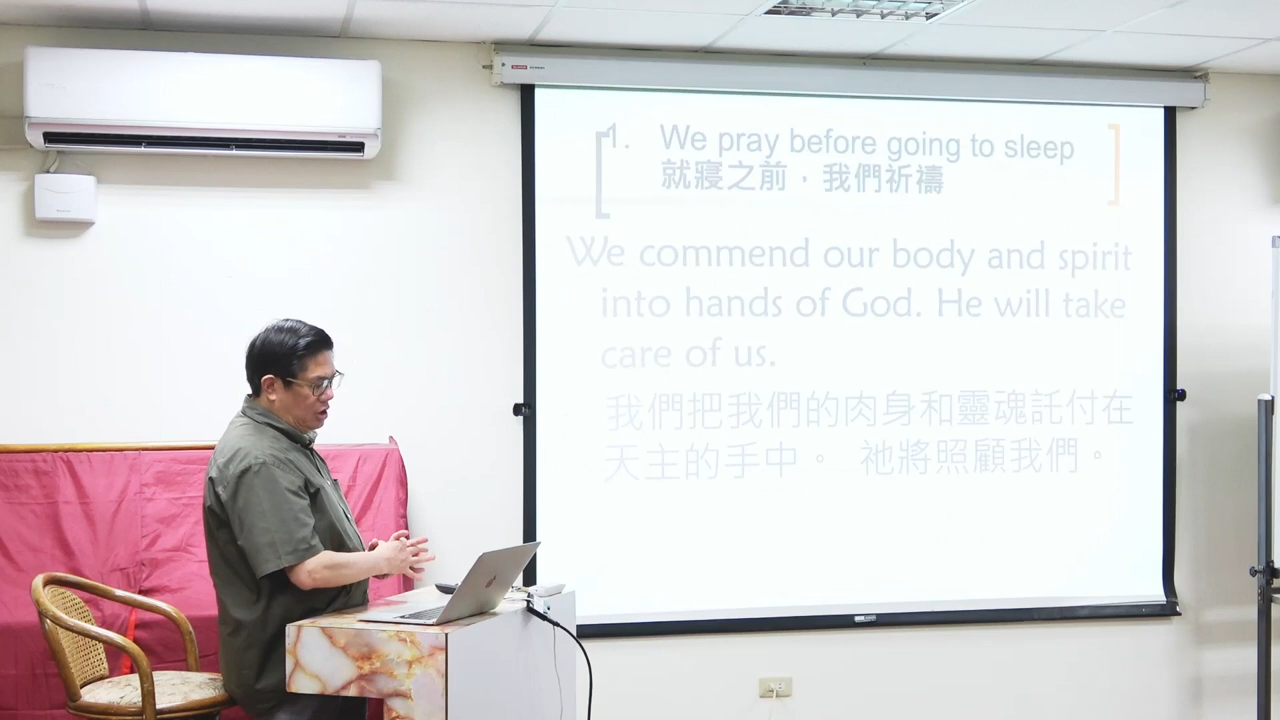 1. We pray before going to sleep
就寢之前，我們祈禱
We commend our body and spirit
into hands of God. He will take
care of us.
我們把我們的肉身和靈魂託付在
天主的手中。 祂將照顧我們。